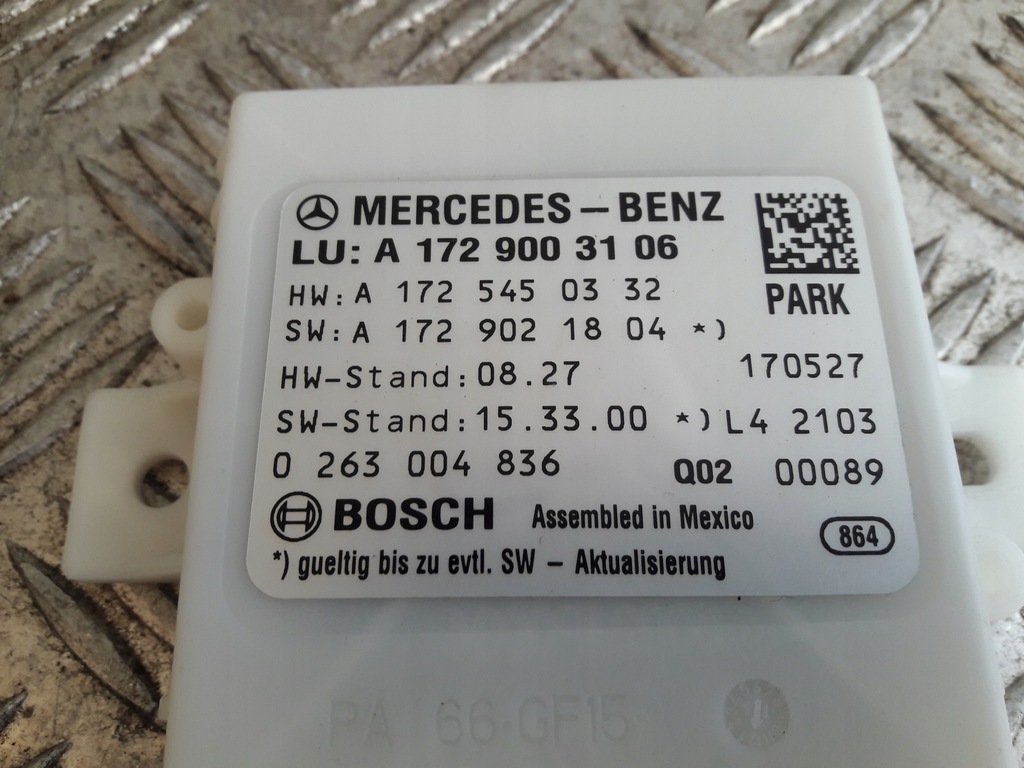 MERCEDES – BENZ
LU: A 172 900 31 06
HW: A 172 545 03 32
PARK
SW: A 172 902 18 04 *)
HW-Stand: 08.27 170527
SW-Stand: 15.33.00 *) L4 2103
0 263 004 836 Q02 00089
BOSCH Assembled in Mexico 864
*) gueltig bis zu evtl. SW – Aktualisierung
PA 66-GF15